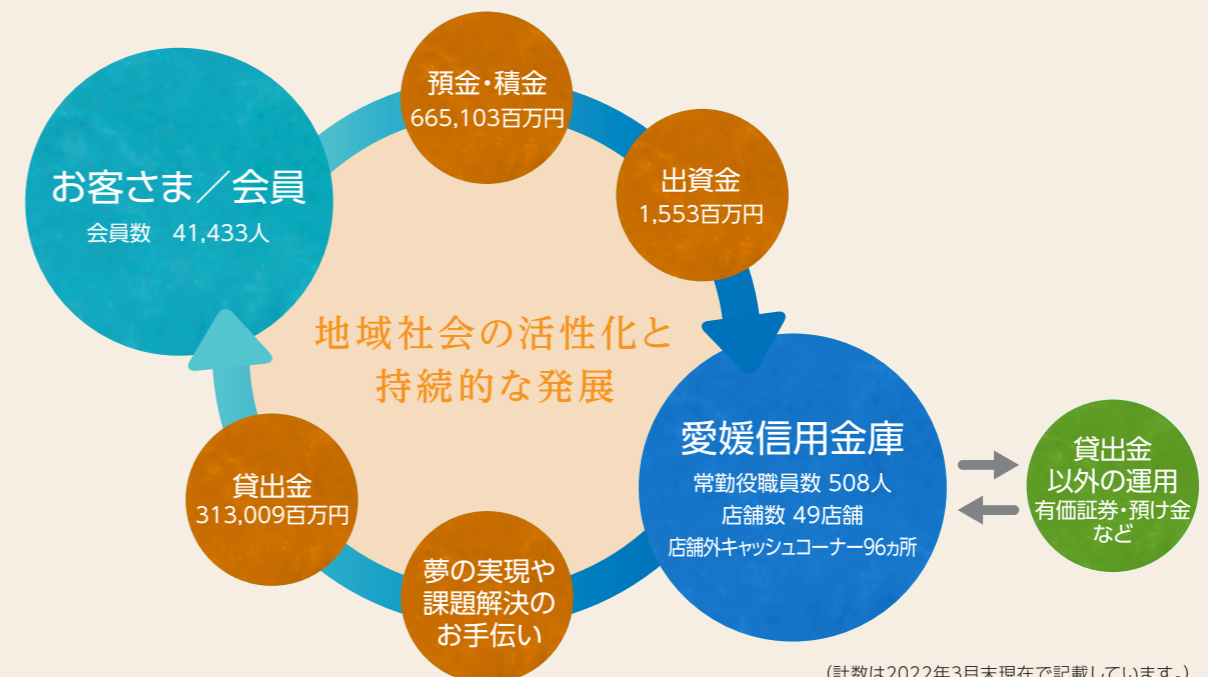 預金・積金
665,103百万円
お客さま／会員
会員数　41,433人
出資金
1,553百万円
地域社会の活性化と
持続的な発展
愛媛信用金庫
常勤役職員数 508人
店舗数 49店舗
店舗外キャッシュコーナー96ヵ所
貸出金
以外の運用
有価証券・預け金
など
貸出金
313,009百万円
夢の実現や
課題解決の
お手伝い
（計数は2022年3月末現在で記載しています。）